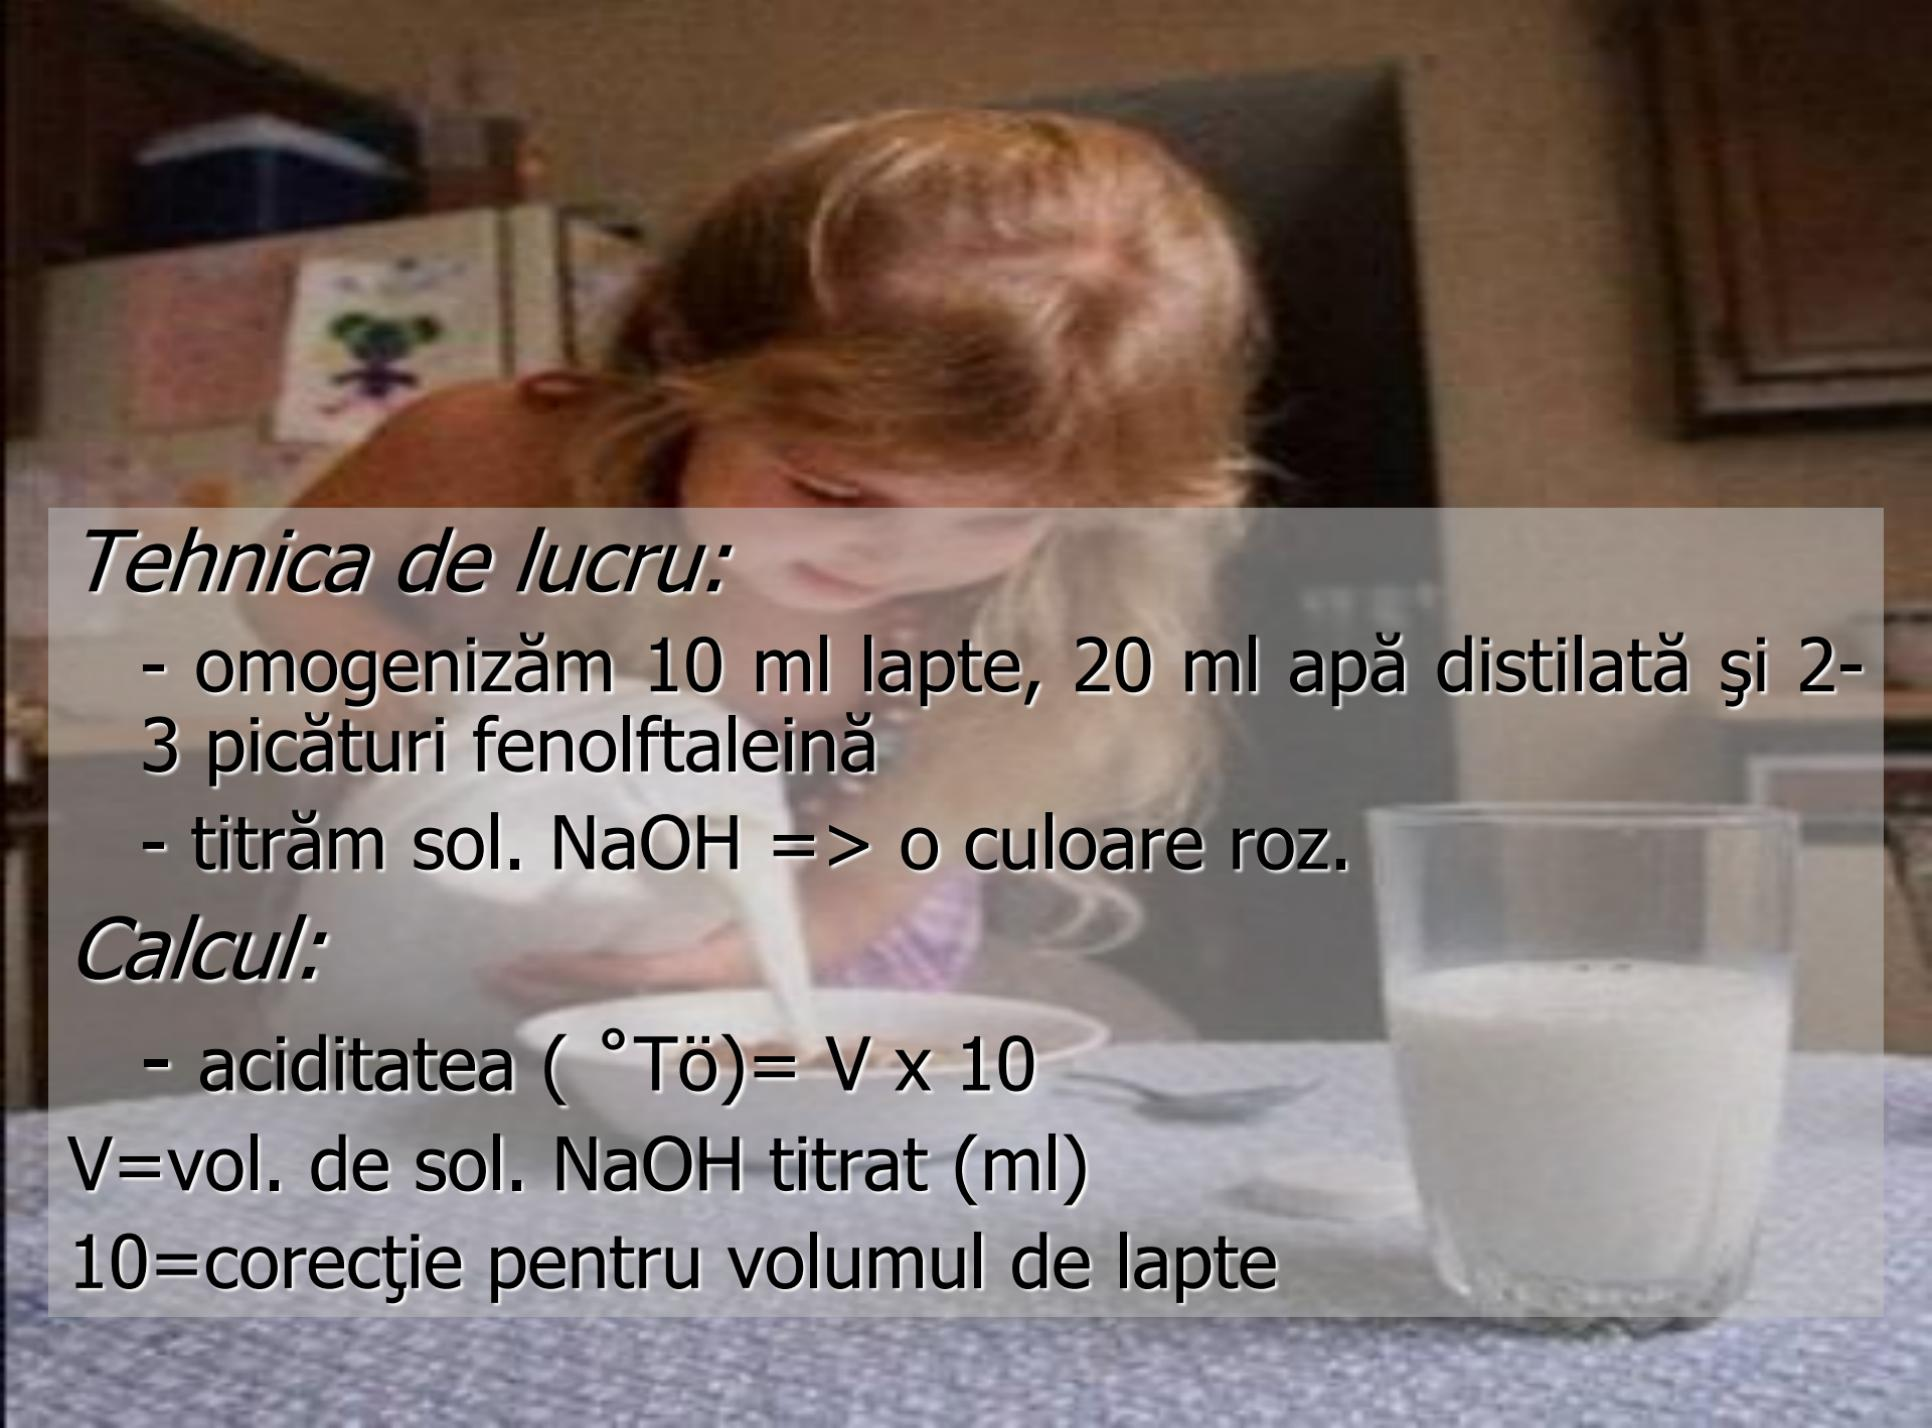 Tehnica de lucru:
- omogenizăm 10 ml lapte, 20 ml apă distilată şi 2-
3 picături fenolftaleină
- titrăm sol. NaOH => o culoare roz.
Calcul:
- aciditatea ( ˚Tö)= V x 10
V=vol. de sol. NaOH titrat (ml)
10=corecţie pentru volumul de lapte